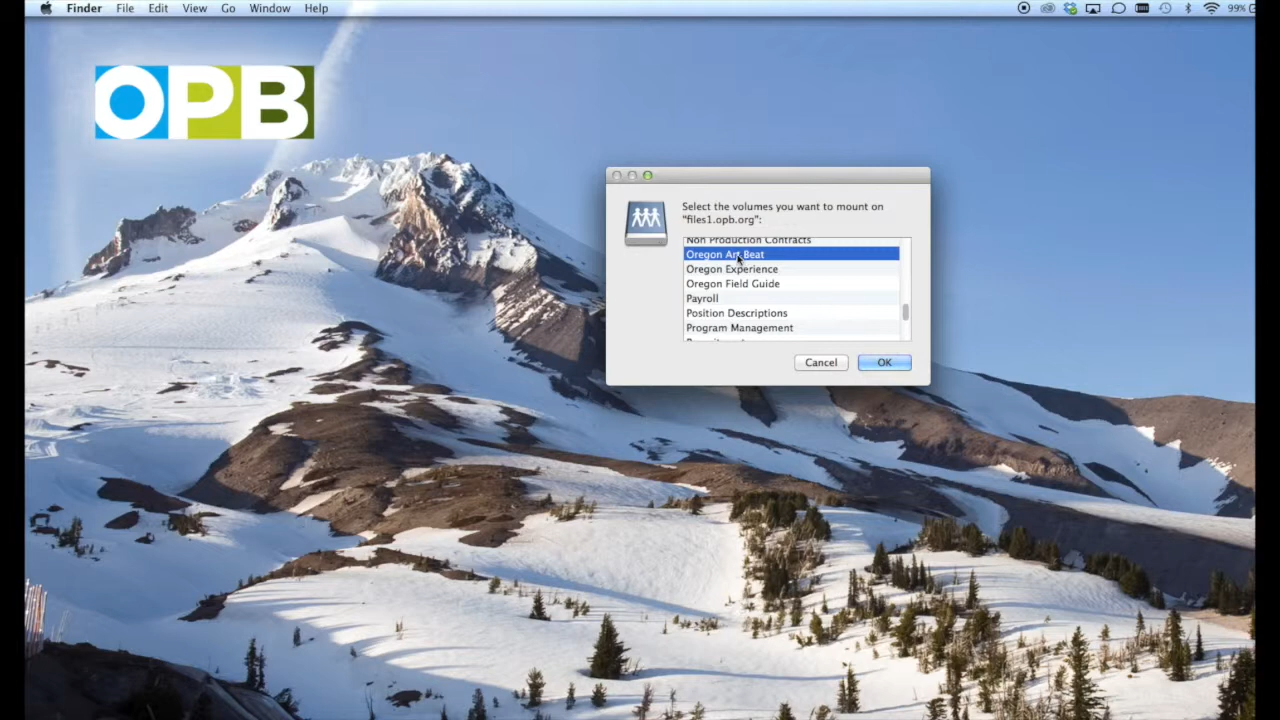 Finder File Edit View Go Window Help 99%
OPB
Select the volumes you want to mount on
"files1.opb.org":
Non Production Contracts
Oregon Art Beat
Oregon Experience
Oregon Field Guide
Payroll
Position Descriptions
Program Management
Cancel OK